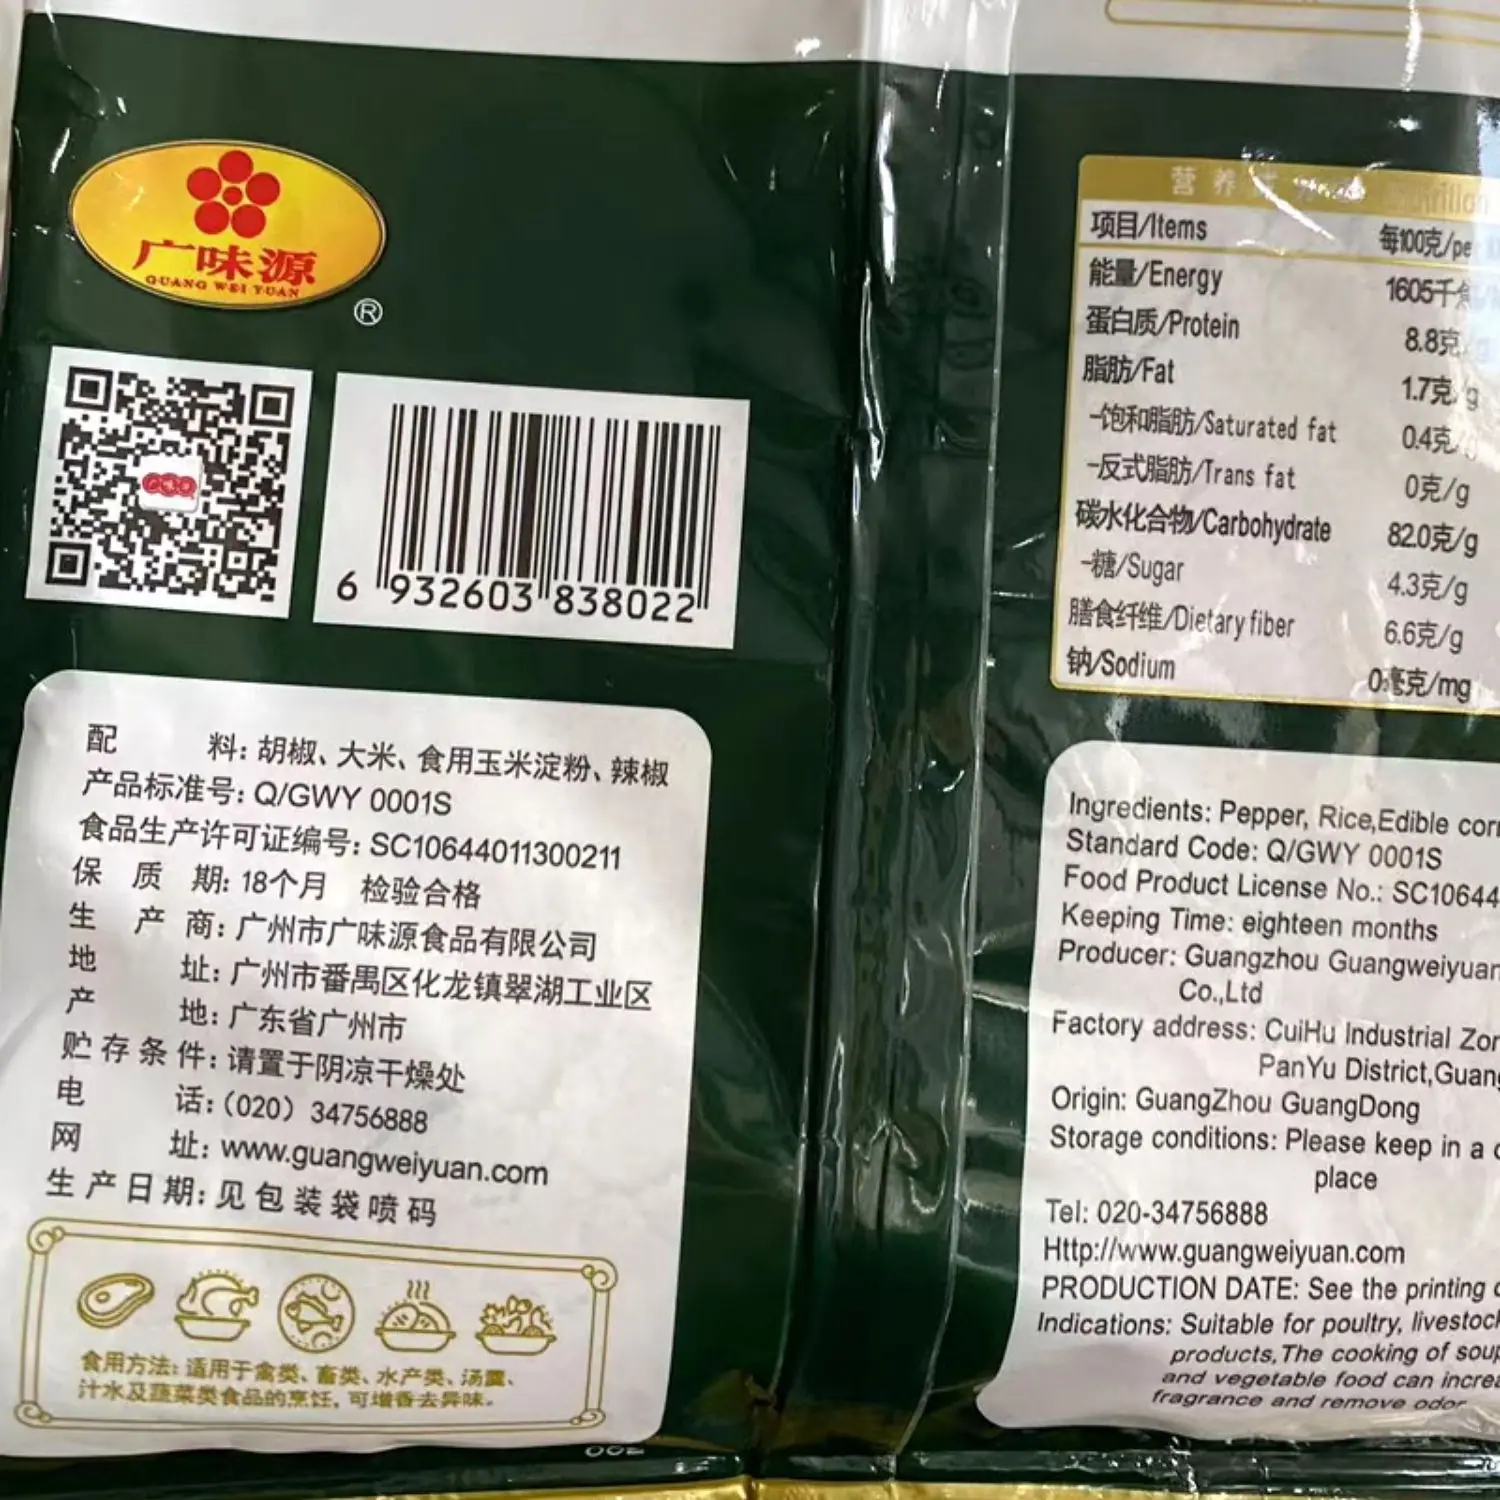 广味源
GUANG WEI YUAN
®
6 932603 838022
配料: 胡椒、大米、食用玉米淀粉、辣椒
产品标准号: Q/GWY 0001S
食品生产许可证编号: SC10644011300211
保质期: 18个月 检验合格
生产商: 广州市广味源食品有限公司
地址: 广州市番禺区化龙镇翠湖工业区
产地: 广东省广州市
贮存条件: 请置于阴凉干燥处
电话: (020) 34756888
网址: www.guangweiyuan.com
生产日期: 见包装袋喷码
食用方法: 适用于禽类、畜类、水产类、汤羹、
汁水及蔬菜类食品的烹饪, 可增香去异味。
营养
项目/Items 每100克/per
能量/Energy 1605千焦
蛋白质/Protein 8.8克/g
脂肪/Fat 1.7克/g
-饱和脂肪/Saturated fat 0.4克/g
-反式脂肪/Trans fat 0克/g
碳水化合物/Carbohydrate 82.0克/g
-糖/Sugar 4.3克/g
膳食纤维/Dietary fiber 6.6克/g
钠/Sodium 0毫克/mg
Ingredients: Pepper, Rice,Edible
Standard Code: Q/GWY 0001S
Food Product License No.: SC10644
Keeping Time: eighteen months
Producer: Guangzhou Guangweiyuan
Co.,Ltd
Factory address: CuiHu Industrial
PanYu District,Guang
Origin: GuangZhou GuangDong
Storage conditions: Please keep in a
place
Tel: 020-34756888
Http://www.guangweiyuan.com
PRODUCTION DATE: See the printing
Indications: Suitable for poultry, livestock
products,The cooking of soup
and vegetable food can increa
fragrance and remove odor